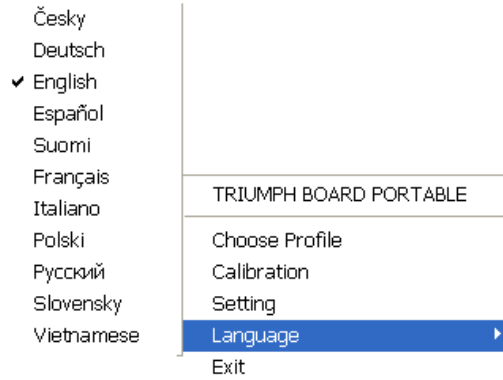 Česky
Deutsch
English
Español
Suomi
Français
Italiano
Polski
Русский
Slovensky
Vietnamese
TRIUMPH BOARD PORTABLE
Choose Profile
Calibration
Setting
Language
Exit